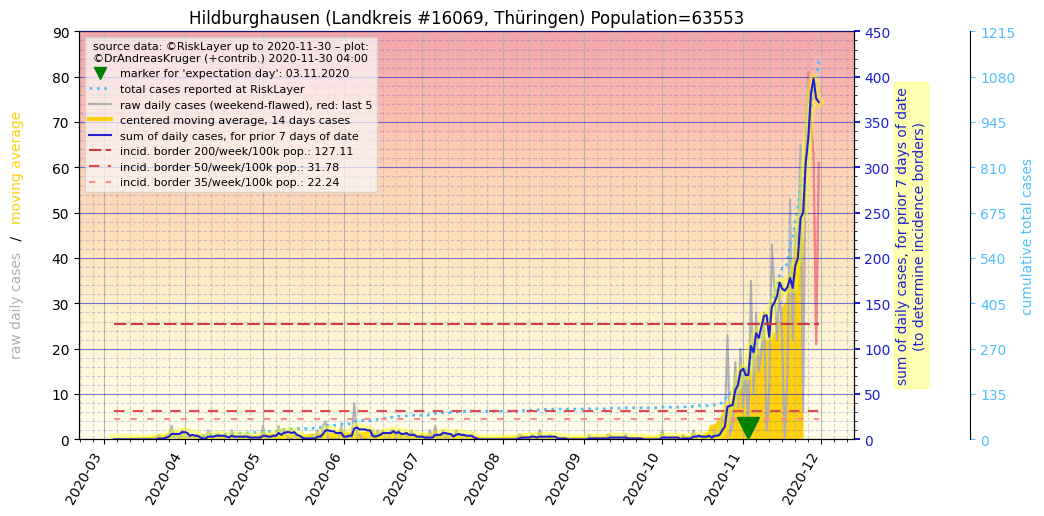 Hildburghausen (Landkreis #16069, Thüringen) Population=63553
source data: ©RiskLayer up to 2020-11-30 – plot:
©DrAndreasKruger (+contrib.) 2020-11-30 04:00
marker for 'expectation day': 03.11.2020
total cases reported at RiskLayer
raw daily cases (weekend-flawed), red: last 5
centered moving average, 14 days cases
sum of daily cases, for prior 7 days of date
incid. border 200/week/100k pop.: 127.11
incid. border 50/week/100k pop.: 31.78
incid. border 35/week/100k pop.: 22.24
raw daily cases / moving average
90
80
70
60
50
40
30
20
10
0
450
400
350
300
250
200
150
100
50
0
sum of daily cases, for prior 7 days of date
(to determine incidence borders)
1215
1080
945
810
675
540
405
270
135
0
cumulative total cases
2020-03
2020-04
2020-05
2020-06
2020-07
2020-08
2020-09
2020-10
2020-11
2020-12